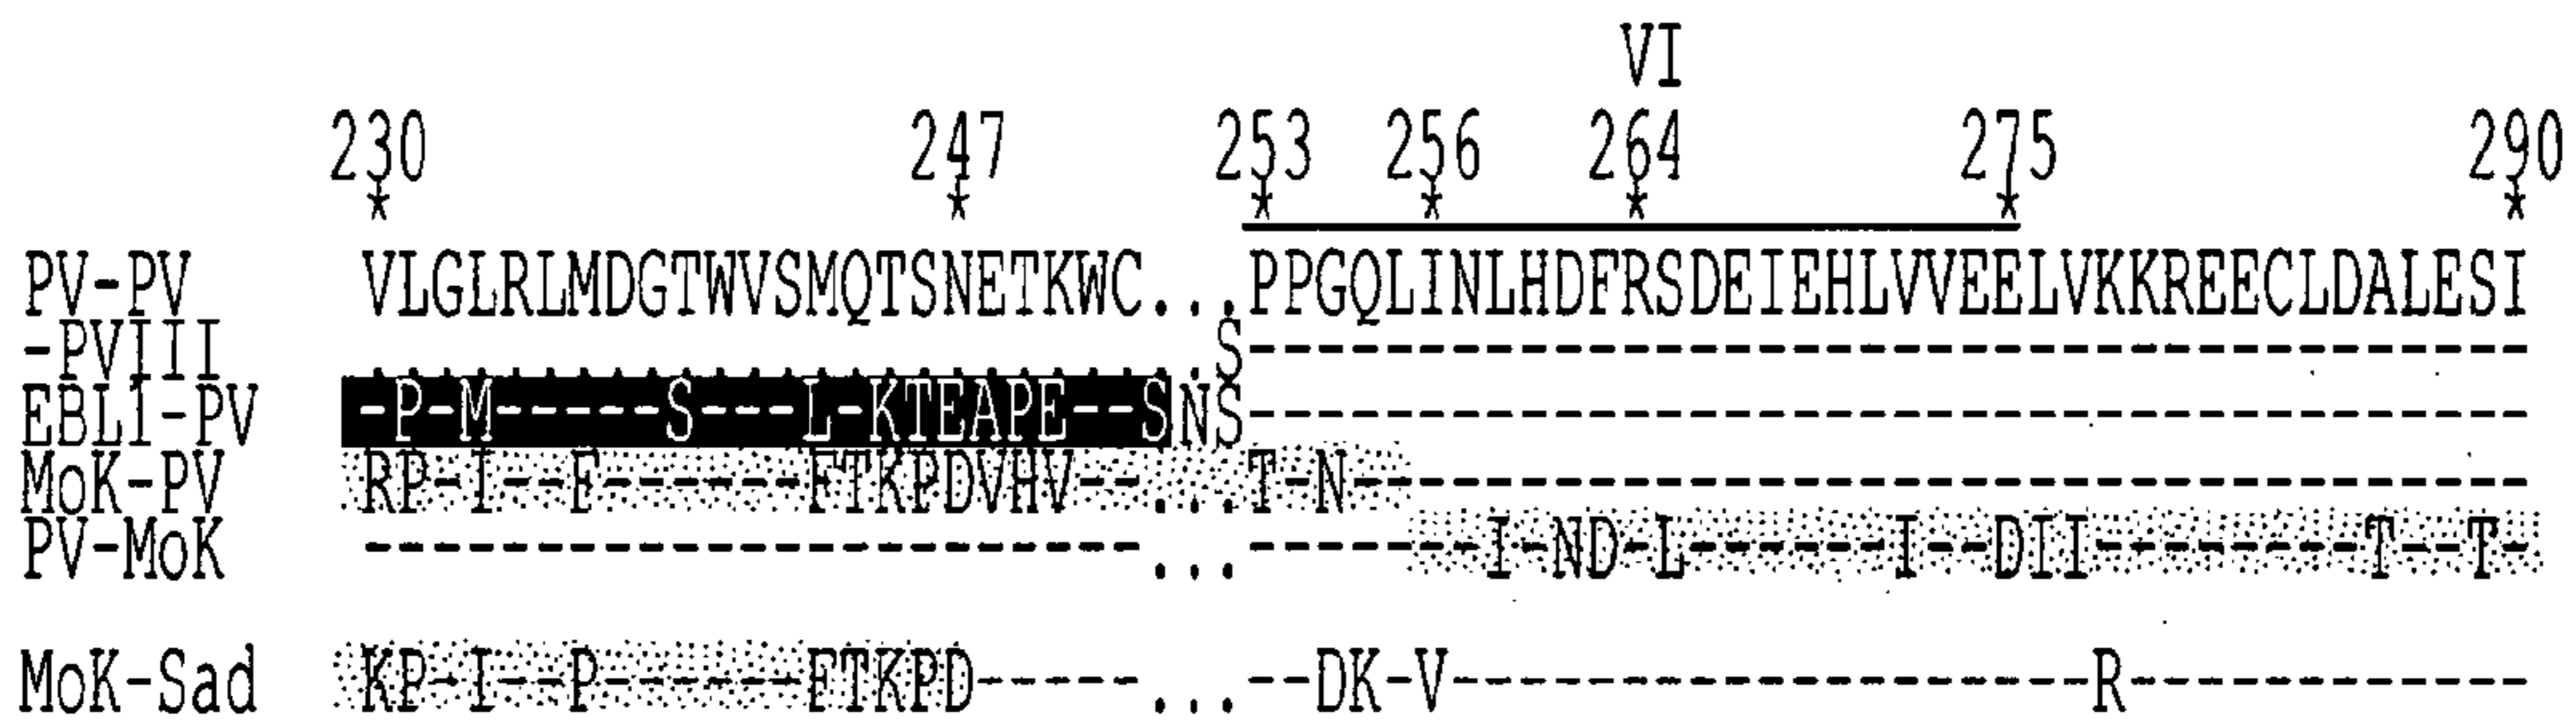 VI
230 247 253 256 264 275 290
* * * * * * *
PV-PV VLGLRLMDGTWVSMQTSNETKWC...PPGQLINLHDFRSDEIEHLVVEELVKKREECLDALESI
-PVIII .........................S--------------------------------------
EBL1-PV -P-M-----S---L-KTEAPE--SNS--------------------------------------
MoK-PV RP-I--E------FTKPDVHV--...T-N-----------------------------------
PV-MoK -----------------------...-------I-ND-L------I--DII--------T--T-
MoK-Sad KP-I--P------FTKPD-----...--DK-V-------------------R------------